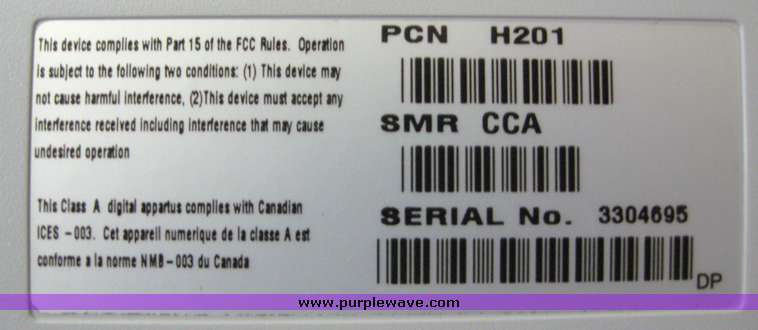 This device complies with Part 15 of the FCC Rules. Operation
is subject to the following two conditions: (1) This device may
not cause harmful interference, (2)This device must accept any
interference received including interference that may cause
undesired operation
This Class A digital appartus complies with Canadian
ICES -003. Cet appareil numerique de la classe A est
conforme a la norme NMB-003 du Canada
PCN H201
SMR CCA
SERIAL No. 3304695
DP
www.purplewave.com